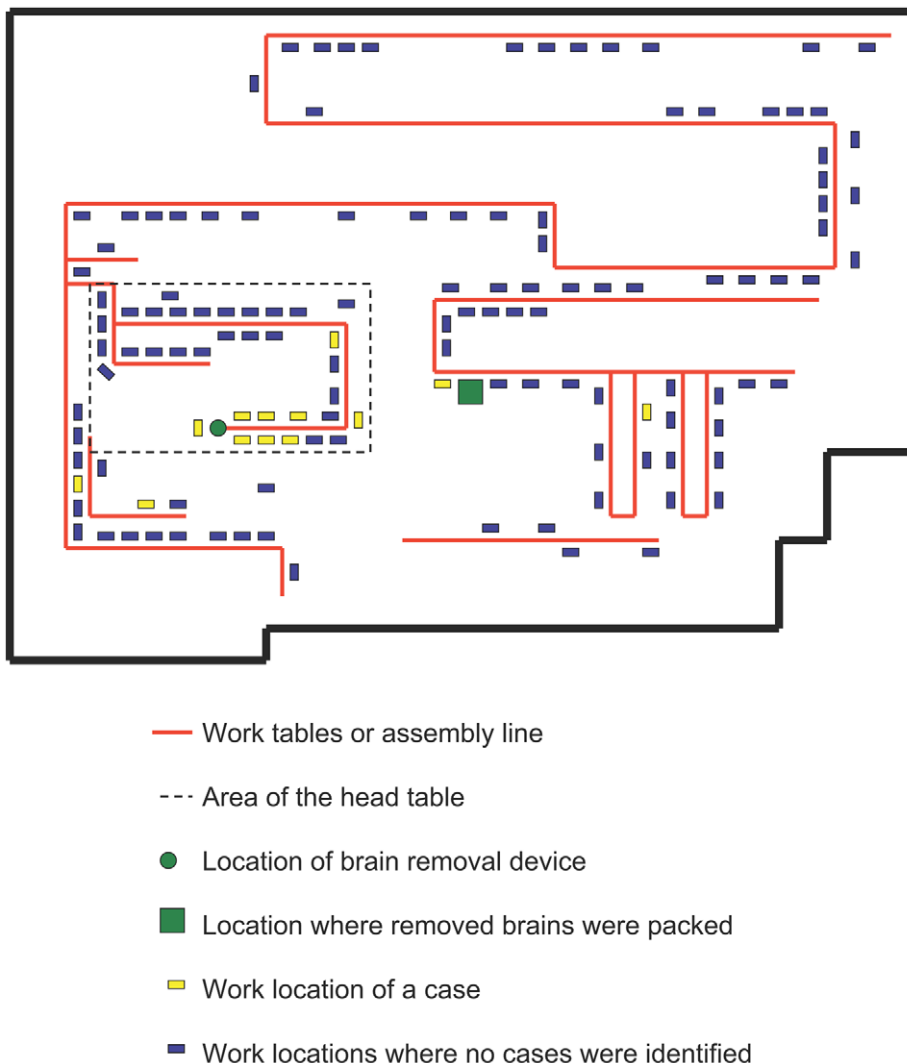 Work tables or assembly line
Area of the head table
Location of brain removal device
Location where removed brains were packed
Work location of a case
Work locations where no cases were identified